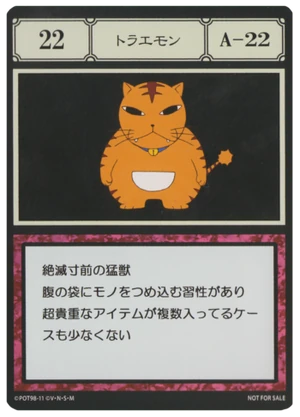 22
トラエモン
A-22
絶滅寸前の猛獣
腹の袋にモノをつめ込む習性があり
超貴重なアイテムが複数入ってるケー
スも少なくない
©POT98-11 ©V・N・S・M
NOT FOR SALE